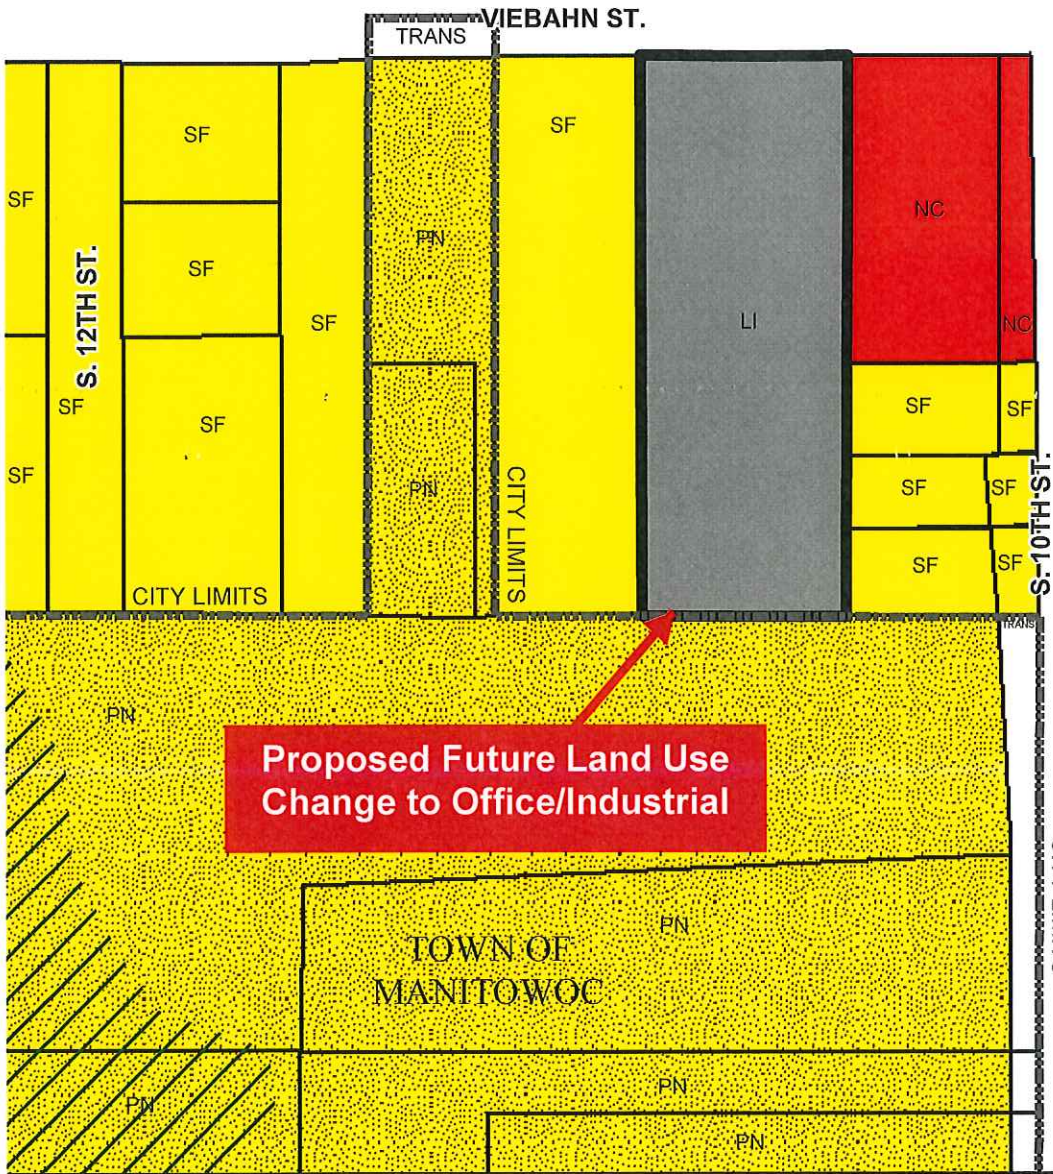 VIEBAHN ST.
TRANS
SF
SF
SF
NC
SF
PN
S. 12TH ST.
SF
SF
LI
NC
SF
SF
SF
SF
SF
SF
PN
SF
SF
CITY LIMITS
S. 10TH ST.
SF
SF
CITY LIMITS
TRANS
PN
Proposed Future Land Use
Change to Office/Industrial
PN
TOWN OF
MANITOWOC
PN
PN
PN